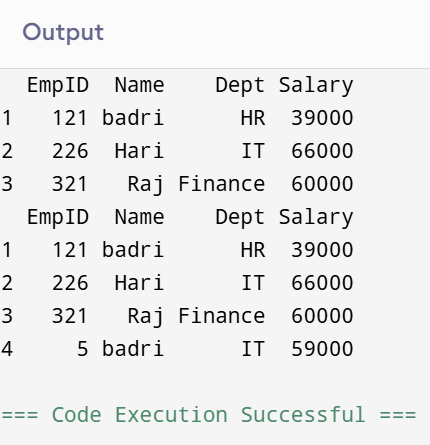 Output
  EmpID  Name    Dept Salary
1   121 badri      HR  39000
2   226  Hari      IT  66000
3   321   Raj Finance  60000
  EmpID  Name    Dept Salary
1   121 badri      HR  39000
2   226  Hari      IT  66000
3   321   Raj Finance  60000
4     5 badri      IT  59000
=== Code Execution Successful ===